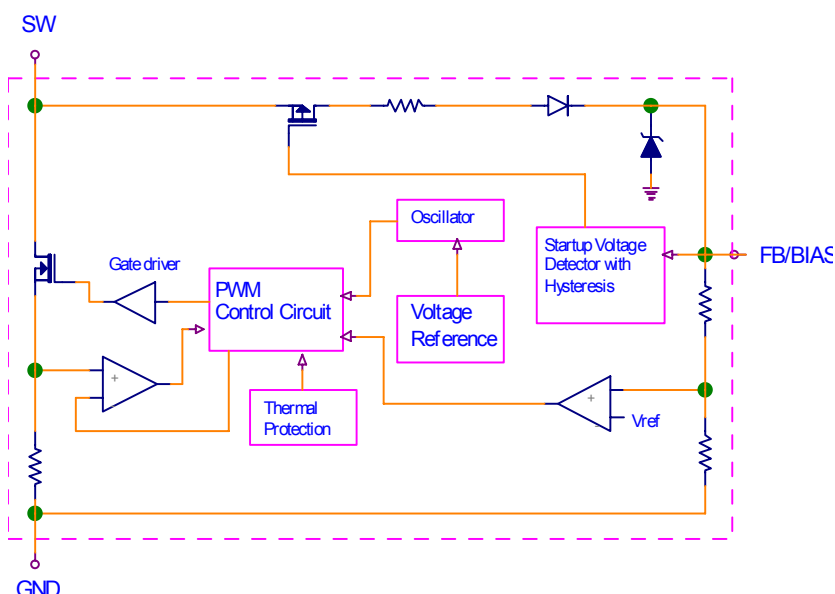 SW
Oscillator
Startup Voltage
Detector with
Hysteresis
FB/BIAS
Gate driver
PWM
Control Circuit
Voltage
Reference
+
Thermal
Protection
+
-
Vref
GND